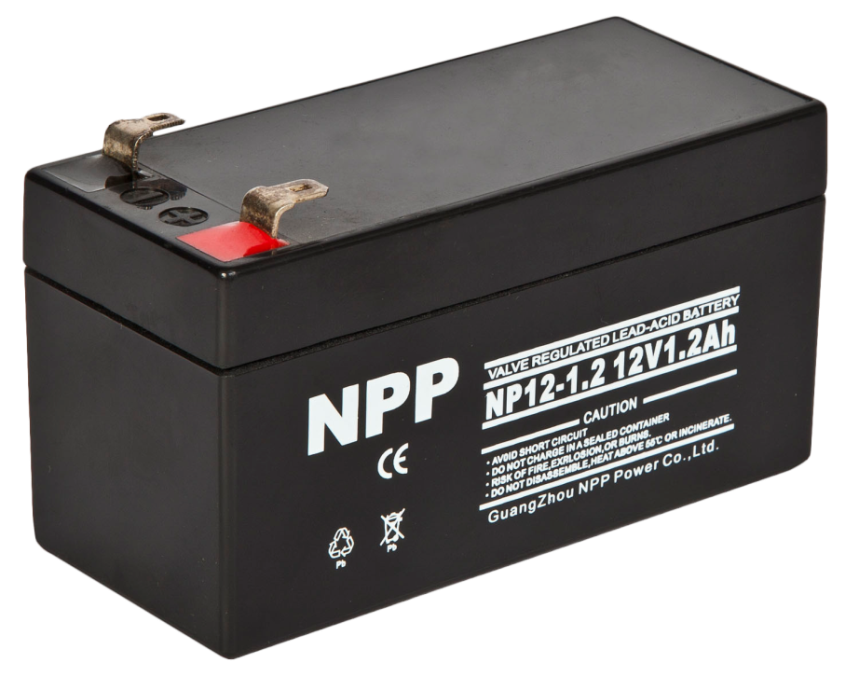 NPP
CE
Pb
Pb
VALVE REGULATED LEAD-ACID BATTERY
NP12-1.2 12V1.2Ah
CAUTION
· AVOID SHORT CIRCUIT
· DO NOT CHARGE IN A SEALED CONTAINER
· RISK OF FIRE,EXPLOSION,OR BURNS.
· DO NOT DISASSEMBLE,HEAT ABOVE 55℃ OR INCINERATE.
GuangZhou NPP Power Co.,Ltd.